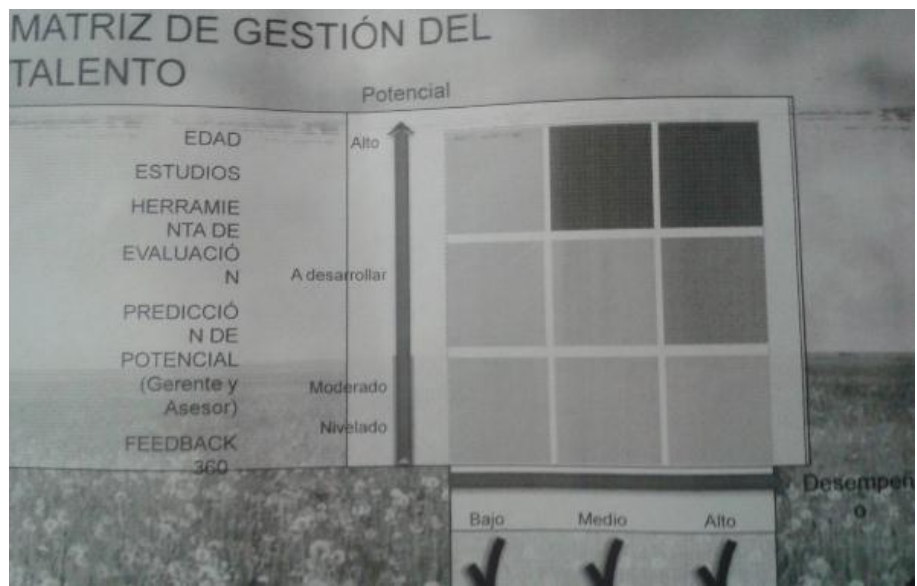 MATRIZ DE GESTIÓN DEL
TALENTO
Potencial
EDAD
ESTUDIOS
HERRAMIE
NTA DE
EVALUACIÓ
N
PREDICCIÓ
N DE
POTENCIAL
(Gerente y
Asesor)
FEEDBACK
360
Alto
A desarrollar
Moderado
Nivelado
Desempeñ
o
Bajo Medio Alto